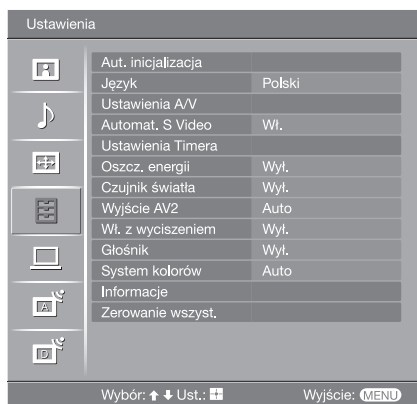 Ustawienia
Aut. inicjalizacja
Język Polski
Ustawienia A/V
Automat. S Video Wł.
Ustawienia Timera
Oszcz. energii Wył.
Czujnik światła Wył.
Wyjście AV2 Auto
Wł. z wyciszeniem Wył.
Głośnik Wył.
System kolorów Auto
Informacje
Zerowanie wszyst.
A
D
Wybór: Ust.: Wyjście: MENU